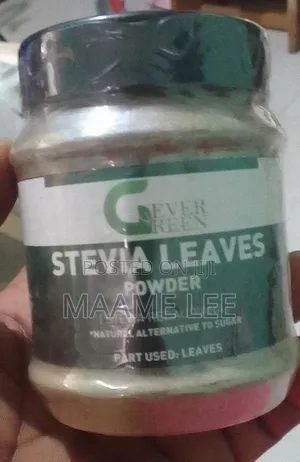 EVER
GREEN
STEVIA LEAVES
POSTED ON
POWDER
MAAME LEE
*NATURAL ALTERNATIVE TO SUGAR
PART USED: LEAVES